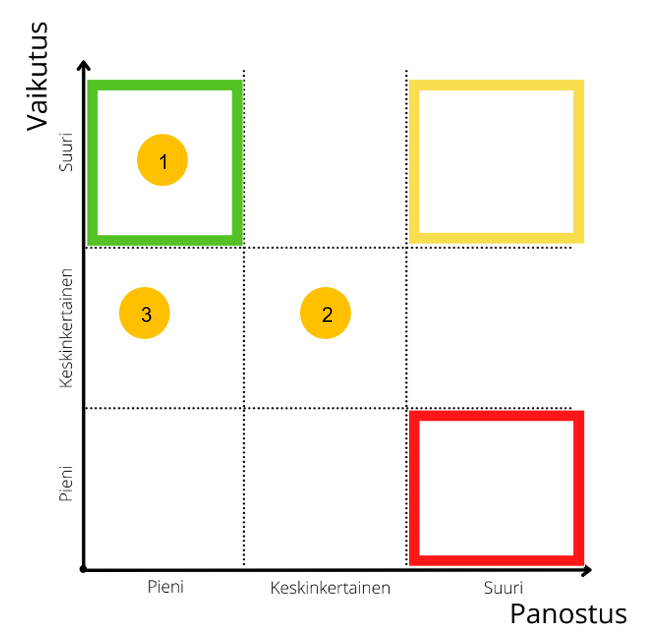 Vaikutus
Suuri
1
Keskinkertainen
3
2
Pieni
Pieni
Keskinkertainen
Suuri
Panostus